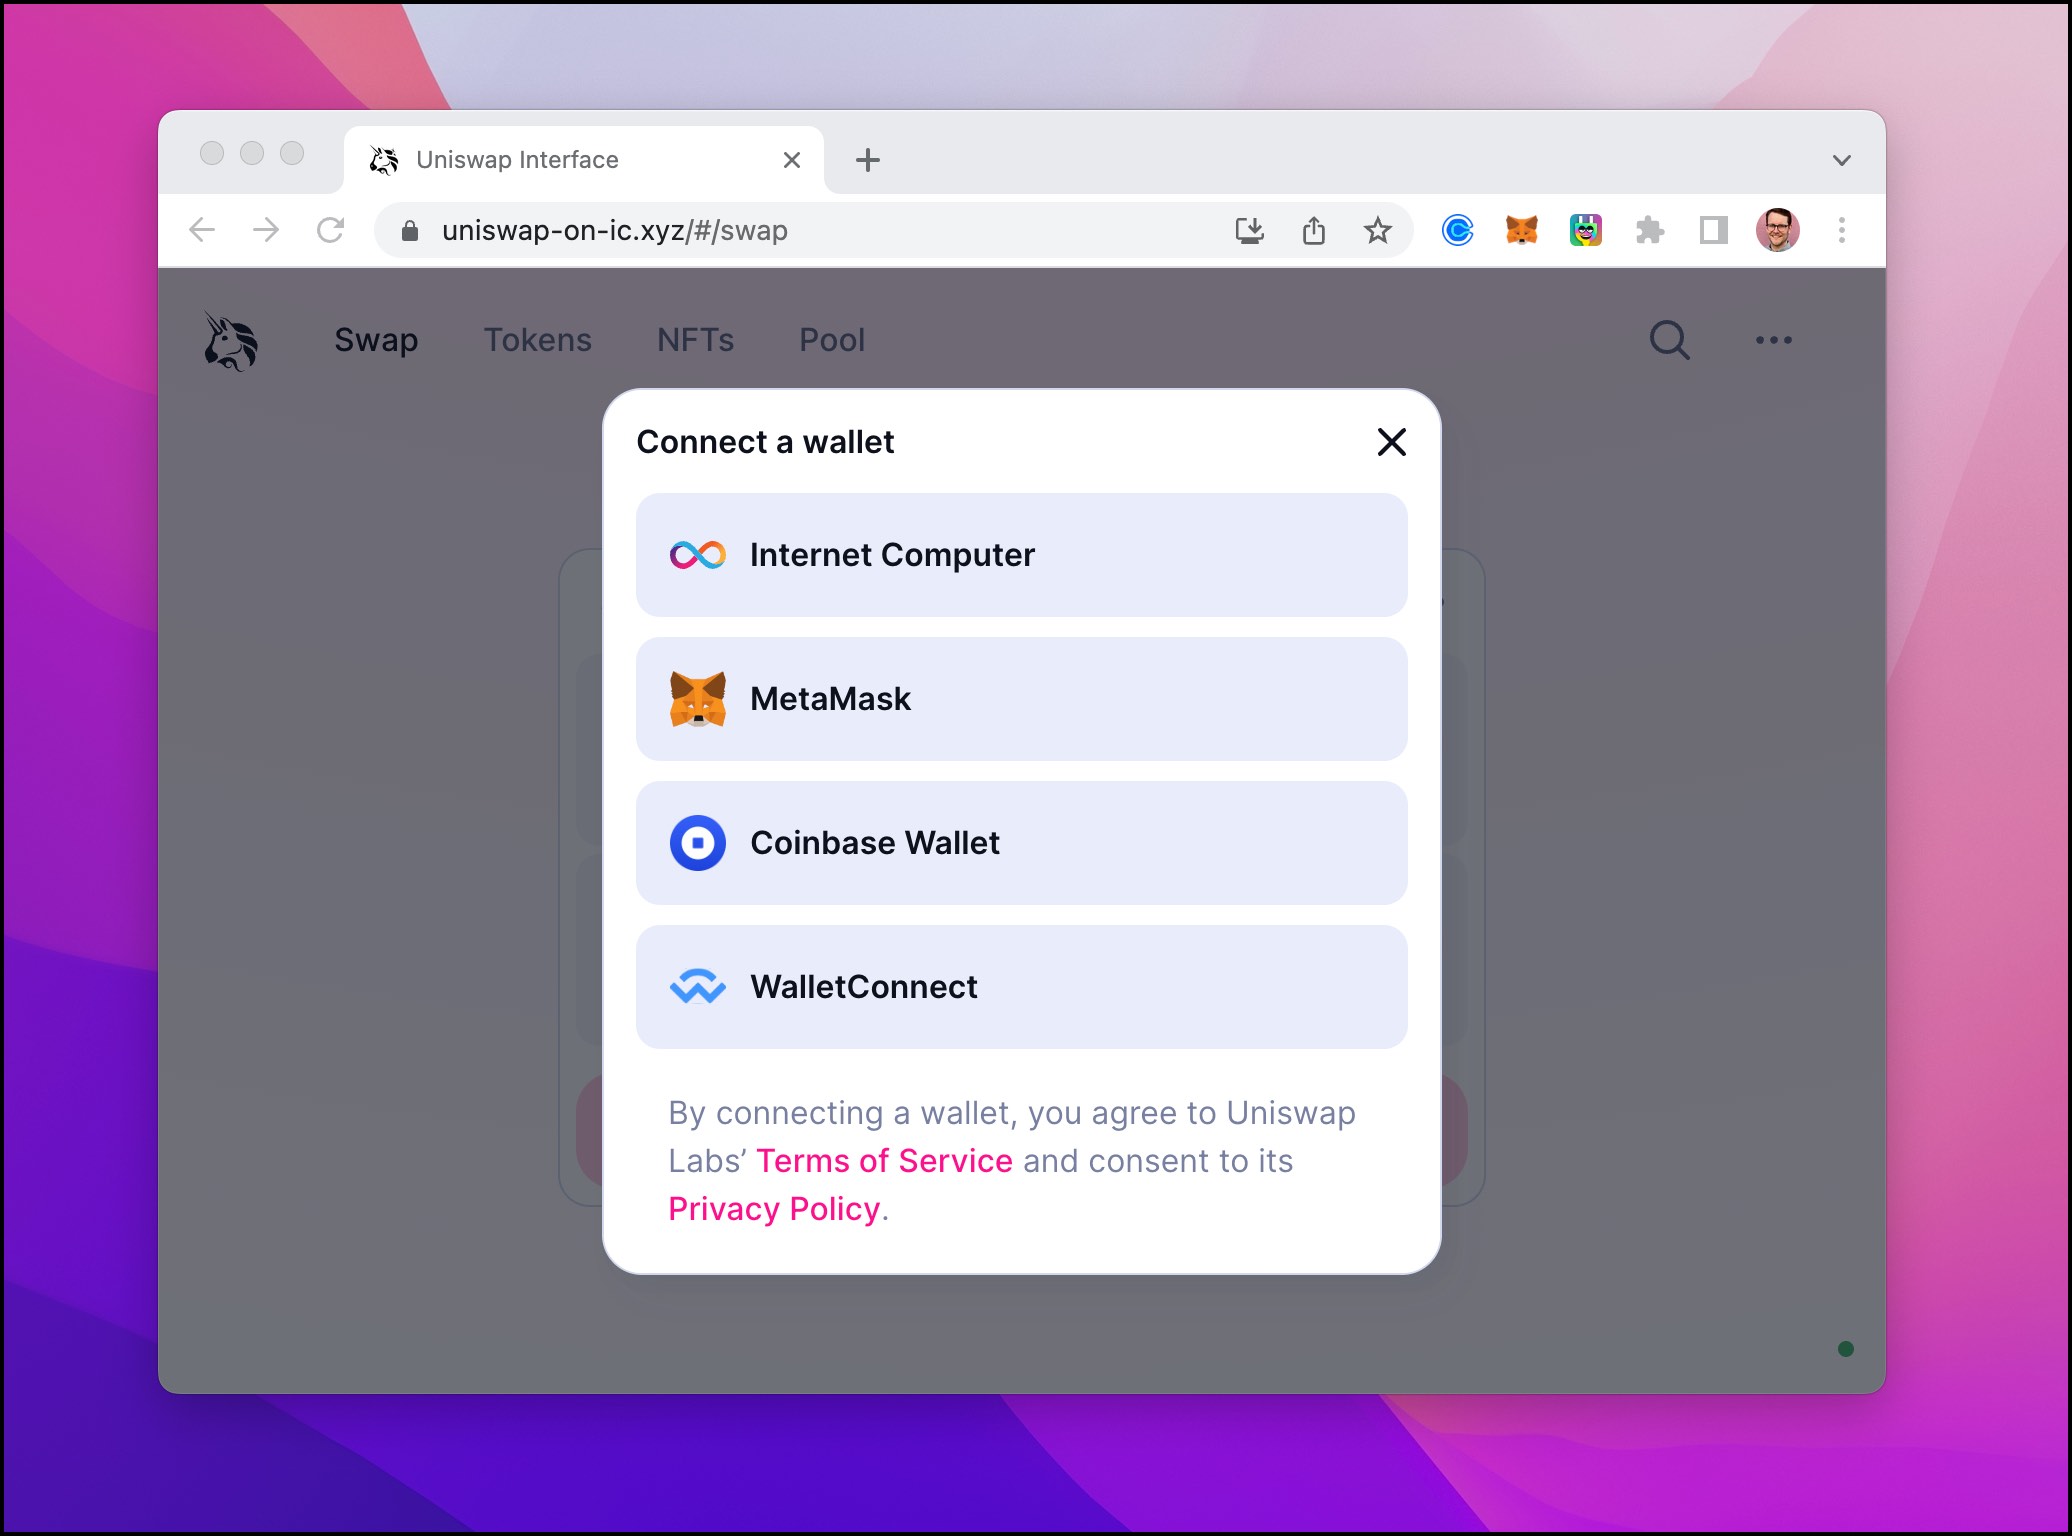 Uniswap Interface
uniswap-on-ic.xyz/#/swap
Swap Tokens NFTs Pool
Connect a wallet
Internet Computer
MetaMask
Coinbase Wallet
WalletConnect
By connecting a wallet, you agree to Uniswap
Labs’ Terms of Service and consent to its
Privacy Policy.